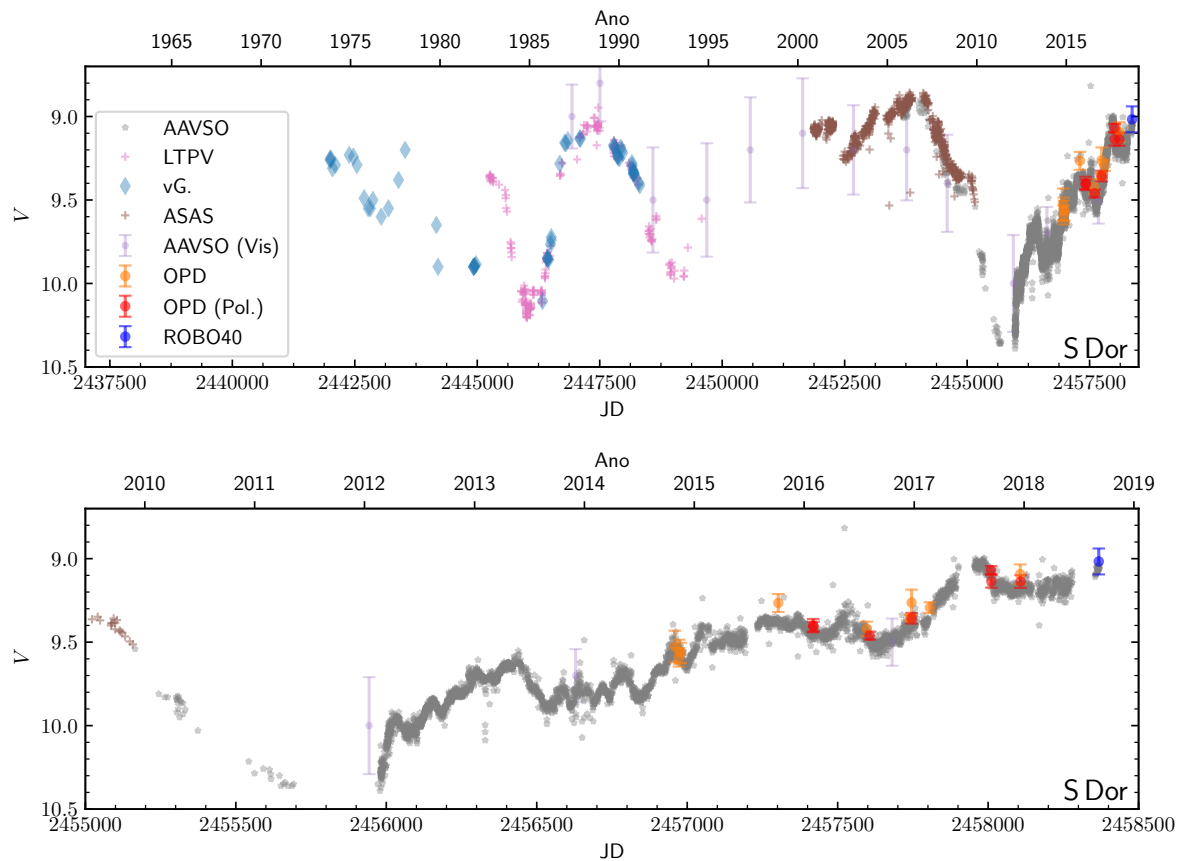 Ano
1965 1970 1975 1980 1985 1990 1995 2000 2005 2010 2015
9.0
9.5
10.0
10.5
V
AAVSO
LTPV
vG.
ASAS
AAVSO (Vis)
OPD
OPD (Pol.)
ROBO40
S Dor
2437500 2440000 2442500 2445000 2447500 2450000 2452500 2455000 2457500
JD
Ano
2010 2011 2012 2013 2014 2015 2016 2017 2018 2019
9.0
9.5
10.0
10.5
V
S Dor
2455000 2455500 2456000 2456500 2457000 2457500 2458000 2458500
JD